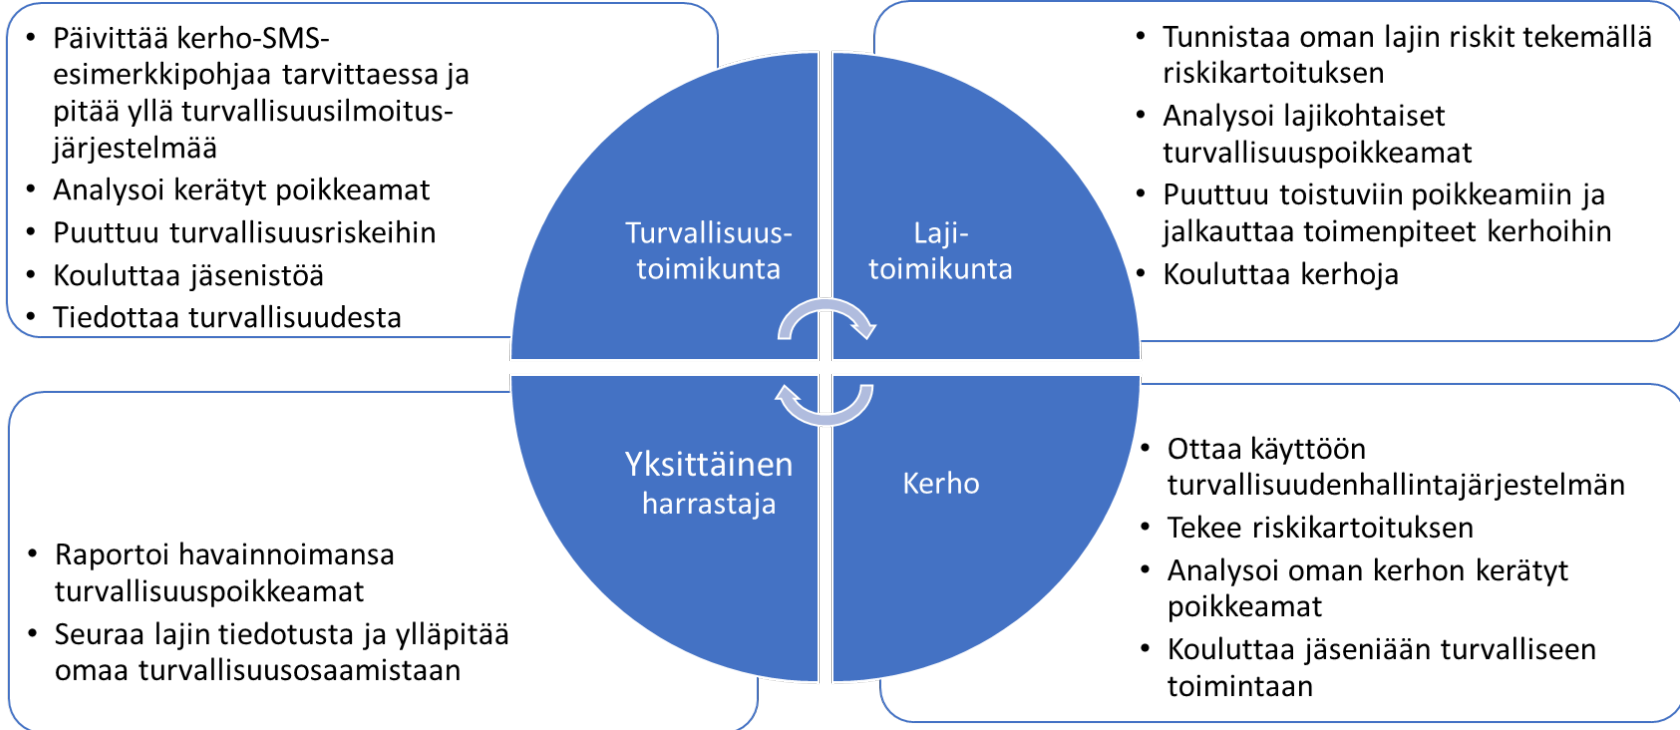 • Päivittää kerho-SMS-
esimerkkipohjaa tarvittaessa ja
pitää yllä turvallisuusilmoitus-
järjestelmää
• Analysoi kerätyt poikkeamat
• Puuttuu turvallisuusriskeihin
• Kouluttaa jäsenistöä
• Tiedottaa turvallisuudesta
Turvallisuus-
toimikunta
Laji-
toimikunta
• Tunnistaa oman lajin riskit tekemällä
riskikartoituksen
• Analysoi lajikohtaiset
turvallisuuspoikkeamat
• Puuttuu toistuviin poikkeamiin ja
jalkauttaa toimenpiteet kerhoihin
• Kouluttaa kerhoja
• Raportoi havainnoimansa
turvallisuuspoikkeamat
• Seuraa lajin tiedotusta ja ylläpitää
omaa turvallisuusosaamistaan
Yksittäinen
harrastaja
Kerho
• Ottaa käyttöön
turvallisuudenhallintajärjestelmän
• Tekee riskikartoituksen
• Analysoi oman kerhon kerätyt
poikkeamat
• Kouluttaa jäseniään turvalliseen
toimintaan